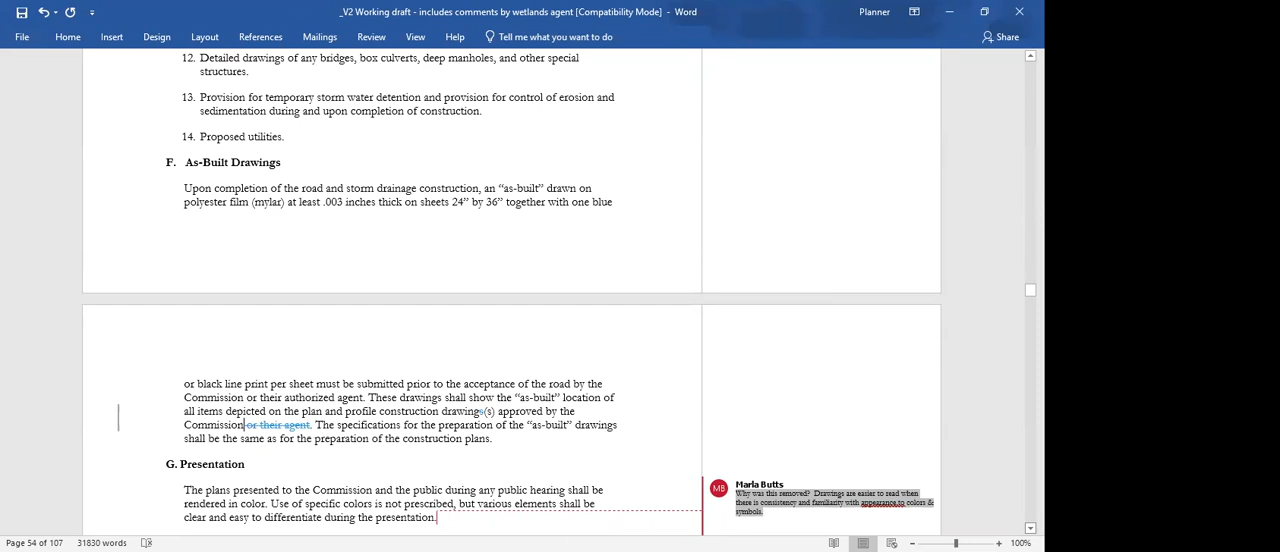 _V2 Working draft - includes comments by wetlands agent [Compatibility Mode] - Word
Planner
File Home Insert Design Layout References Mailings Review View Help Tell me what you want to do Share
12. Detailed drawings of any bridges, box culverts, deep manholes, and other special
structures.
13. Provision for temporary storm water detention and provision for control of erosion and
sedimentation during and upon completion of construction.
14. Proposed utilities.
F. As-Built Drawings
Upon completion of the road and storm drainage construction, an “as-built” drawn on
polyester film (mylar) at least .003 inches thick on sheets 24” by 36” together with one blue
or black line print per sheet must be submitted prior to the acceptance of the road by the
Commission or their authorized agent. These drawings shall show the “as-built” location of
all items depicted on the plan and profile construction drawings(s) approved by the
Commission or their agent. The specifications for the preparation of the “as-built” drawings
shall be the same as for the preparation of the construction plans.
G. Presentation
The plans presented to the Commission and the public during any public hearing shall be
rendered in color. Use of specific colors is not prescribed, but various elements shall be
clear and easy to differentiate during the presentation.
MB Marla Butts
Why was this removed? Drawings are easier to read when
there is consistency and familiarity with appearance to colors &
symbols.
Page 54 of 107 31830 words 100%